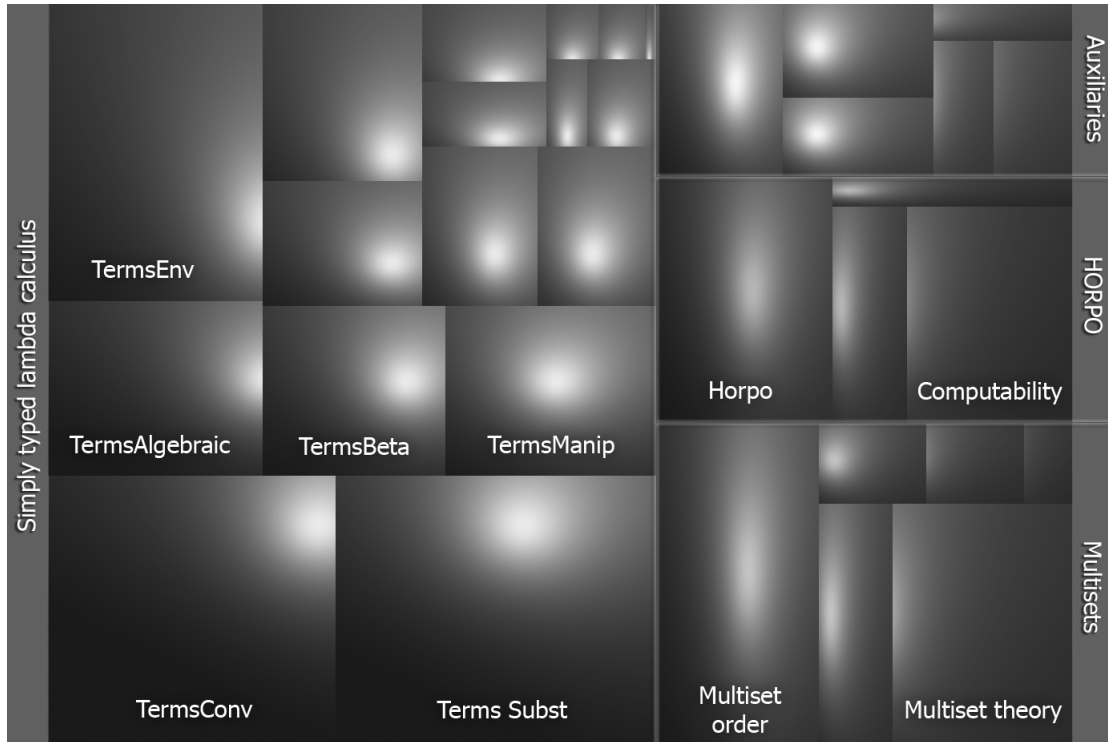 Simply typed lambda calculus
TermsEnv
TermsAlgebraic
TermsBeta
TermsManip
TermsConv
Terms Subst
Auxiliaries
HORPO
Horpo
Computability
Multisets
Multiset
order
Multiset theory